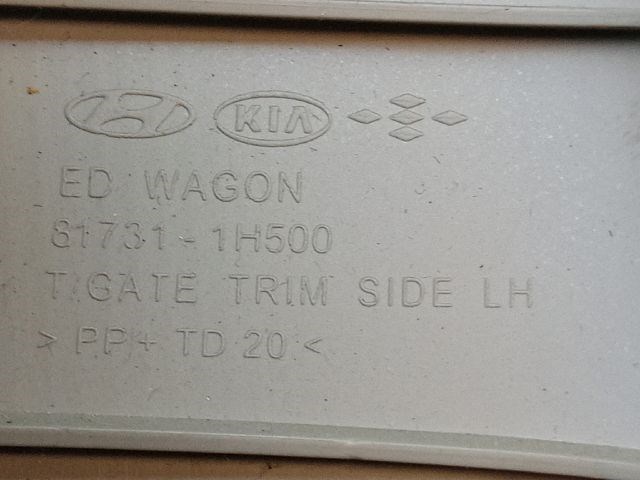 KIA
ED WAGON
81731-1H500
T/GATE TRIM SIDE LH
> PP+ TD 20 <